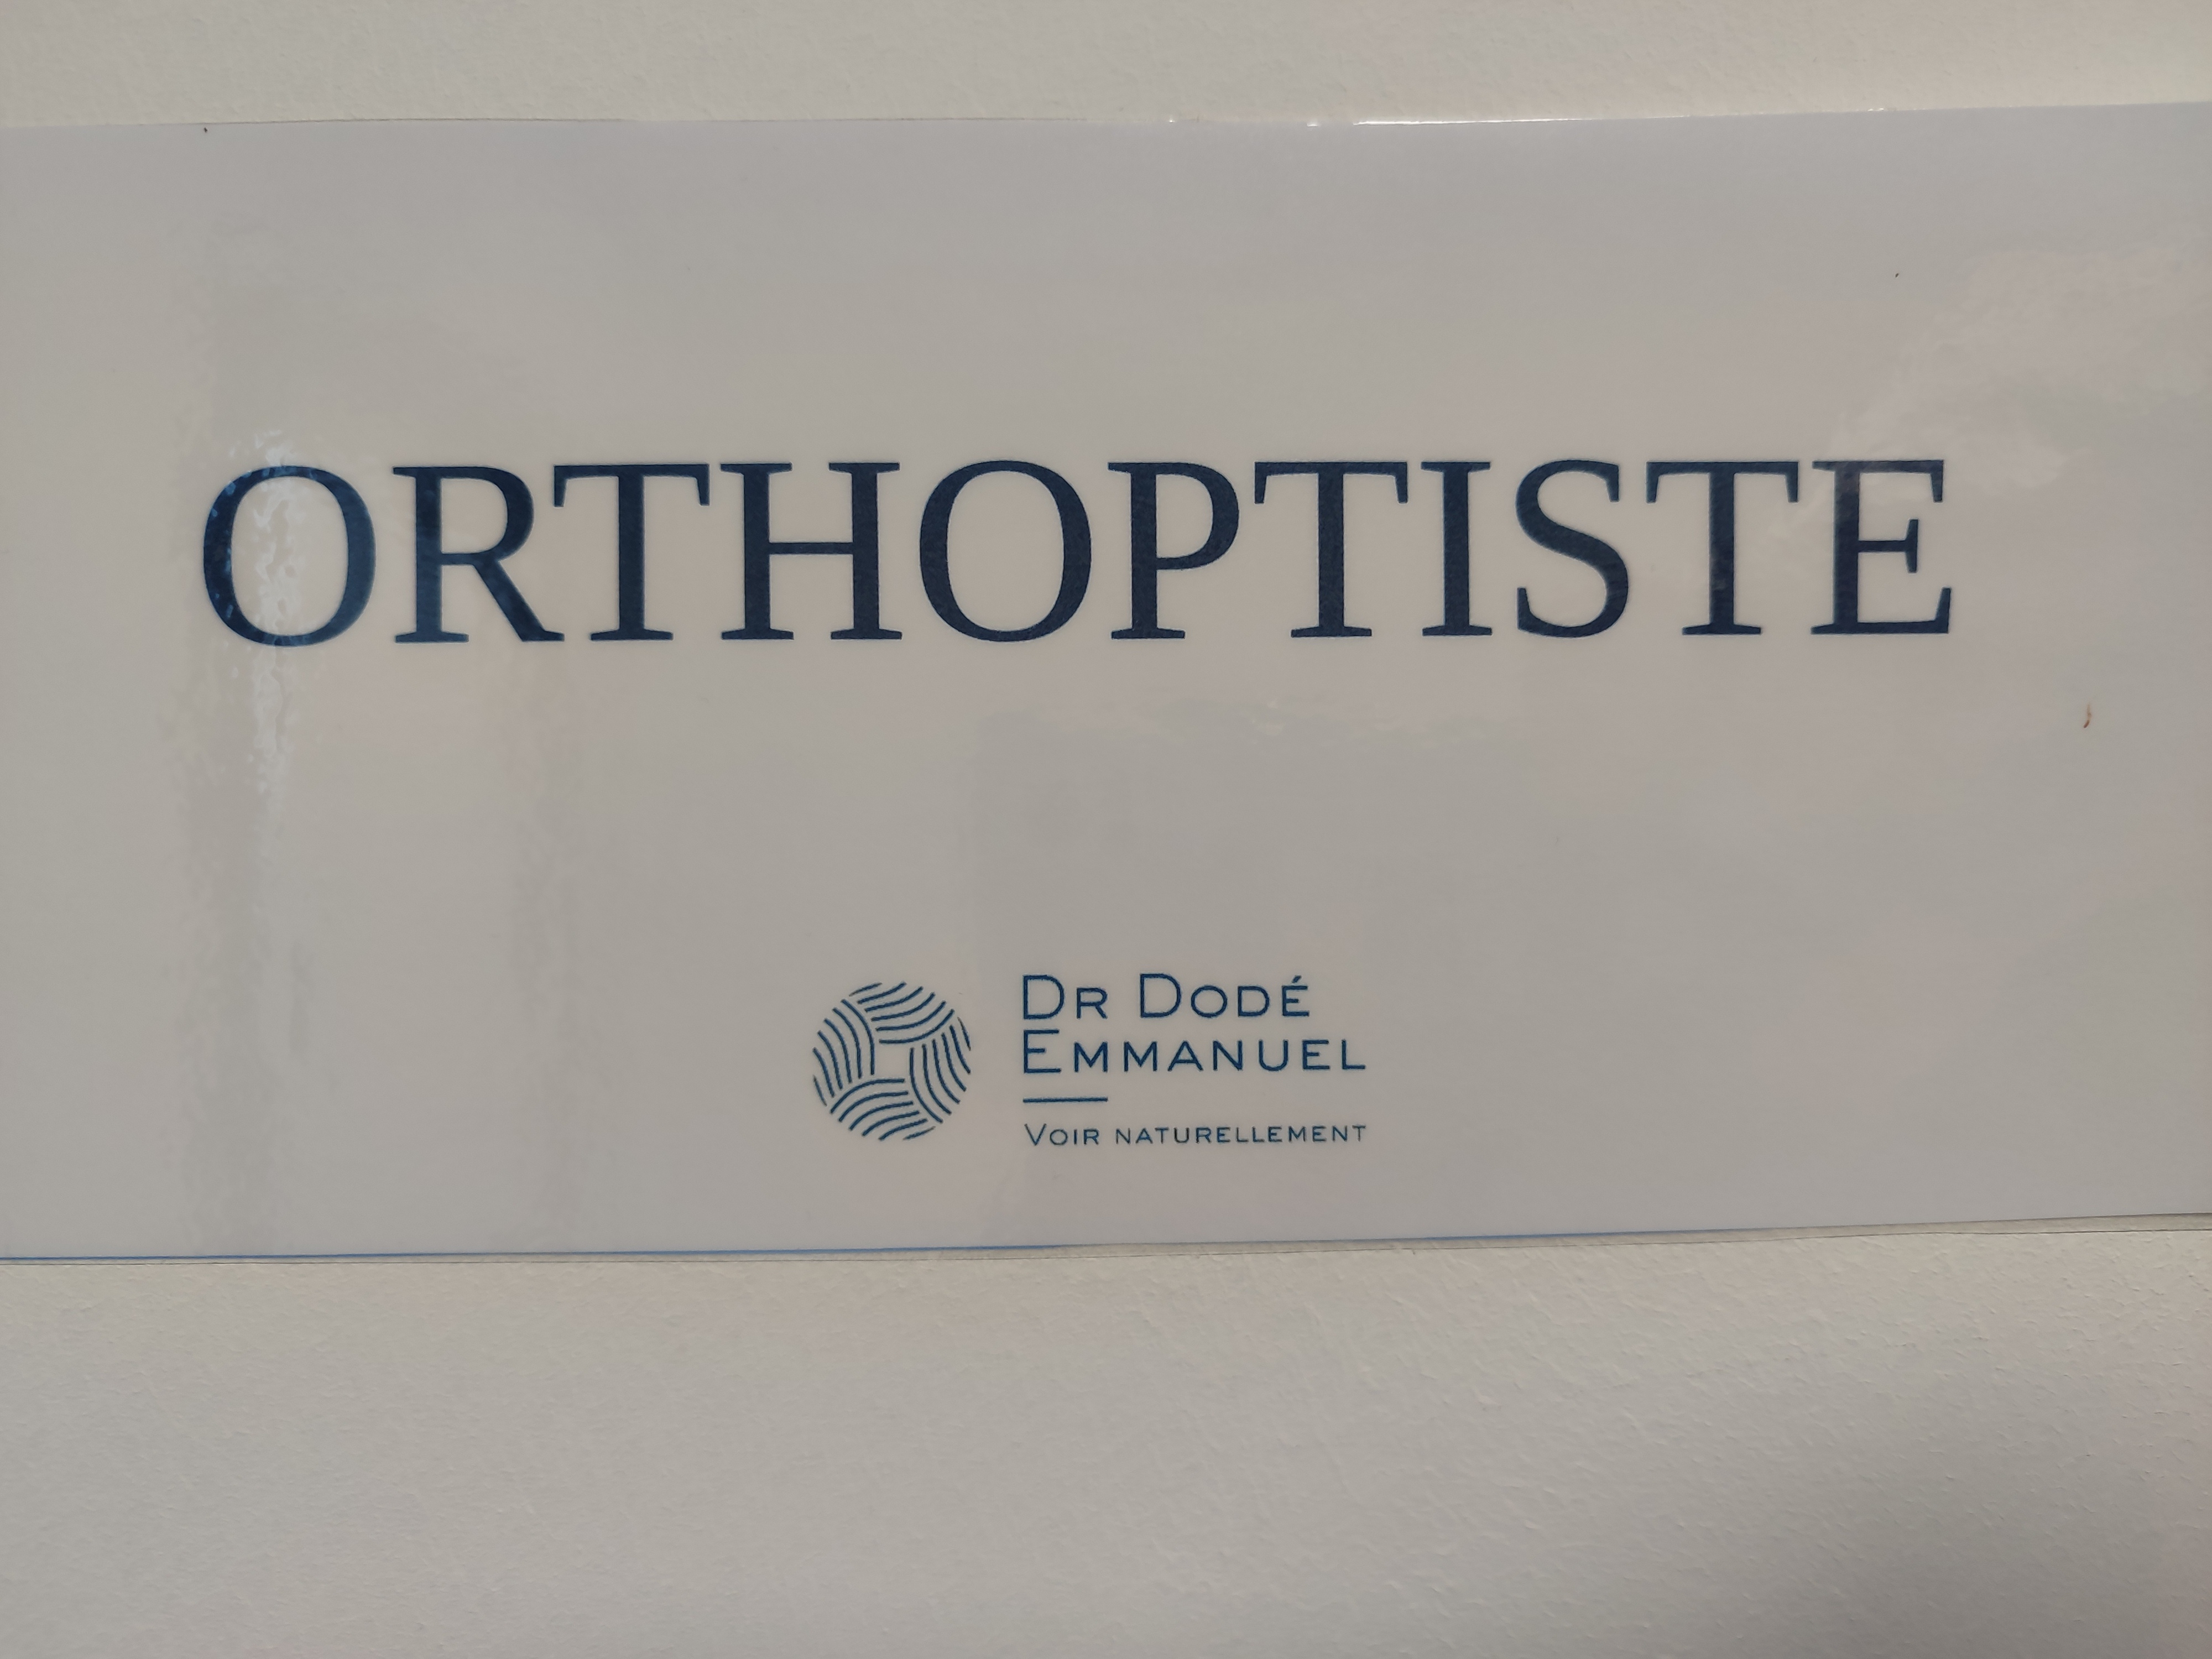 ORTHOPTISTE
DR DODÉ
EMMANUEL
VOIR NATURELLEMENT